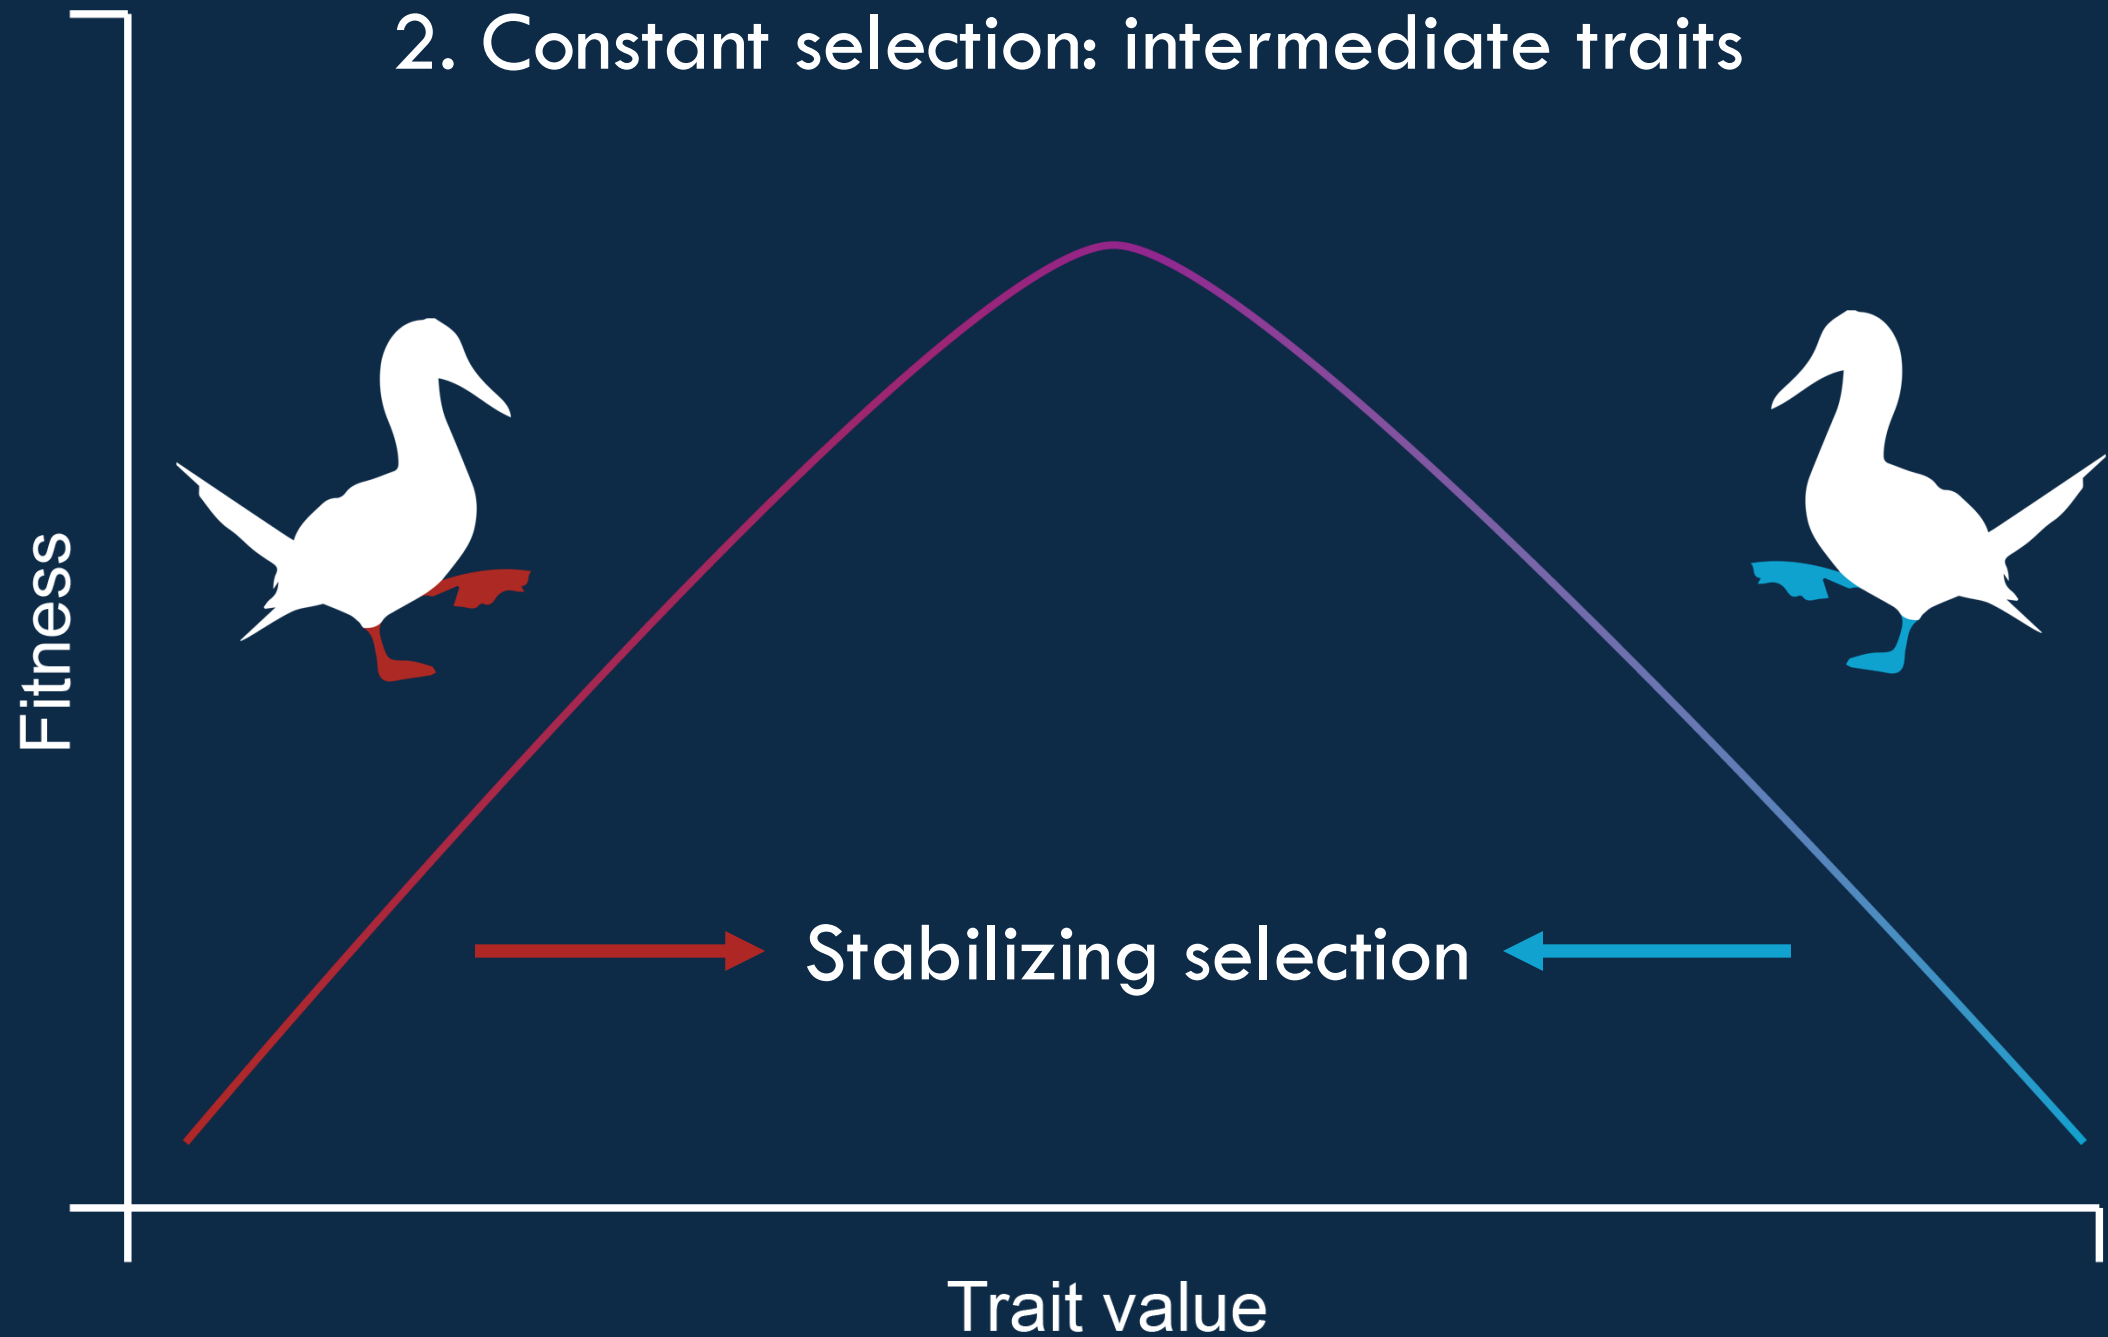 2. Constant selection: intermediate traits
Fitness
Stabilizing selection
Trait value